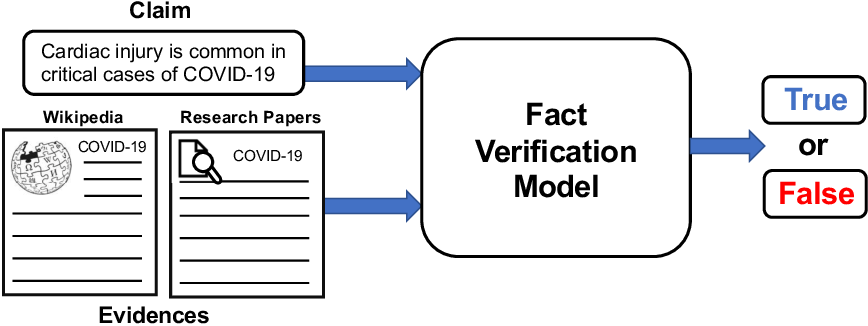 Claim
Cardiac injury is common in
critical cases of COVID-19
Wikipedia
Research Papers
COVID-19
COVID-19
Evidences
Fact
Verification
Model
True
or
False